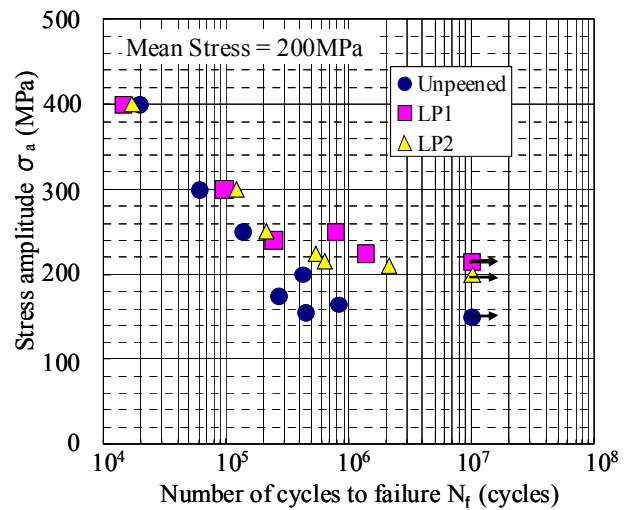 500
400
300
200
100
0
Stress amplitude σa (MPa)
Mean Stress = 200MPa
Unpeened
LP1
LP2
10^4 10^5 10^6 10^7 10^8
Number of cycles to failure Nf (cycles)